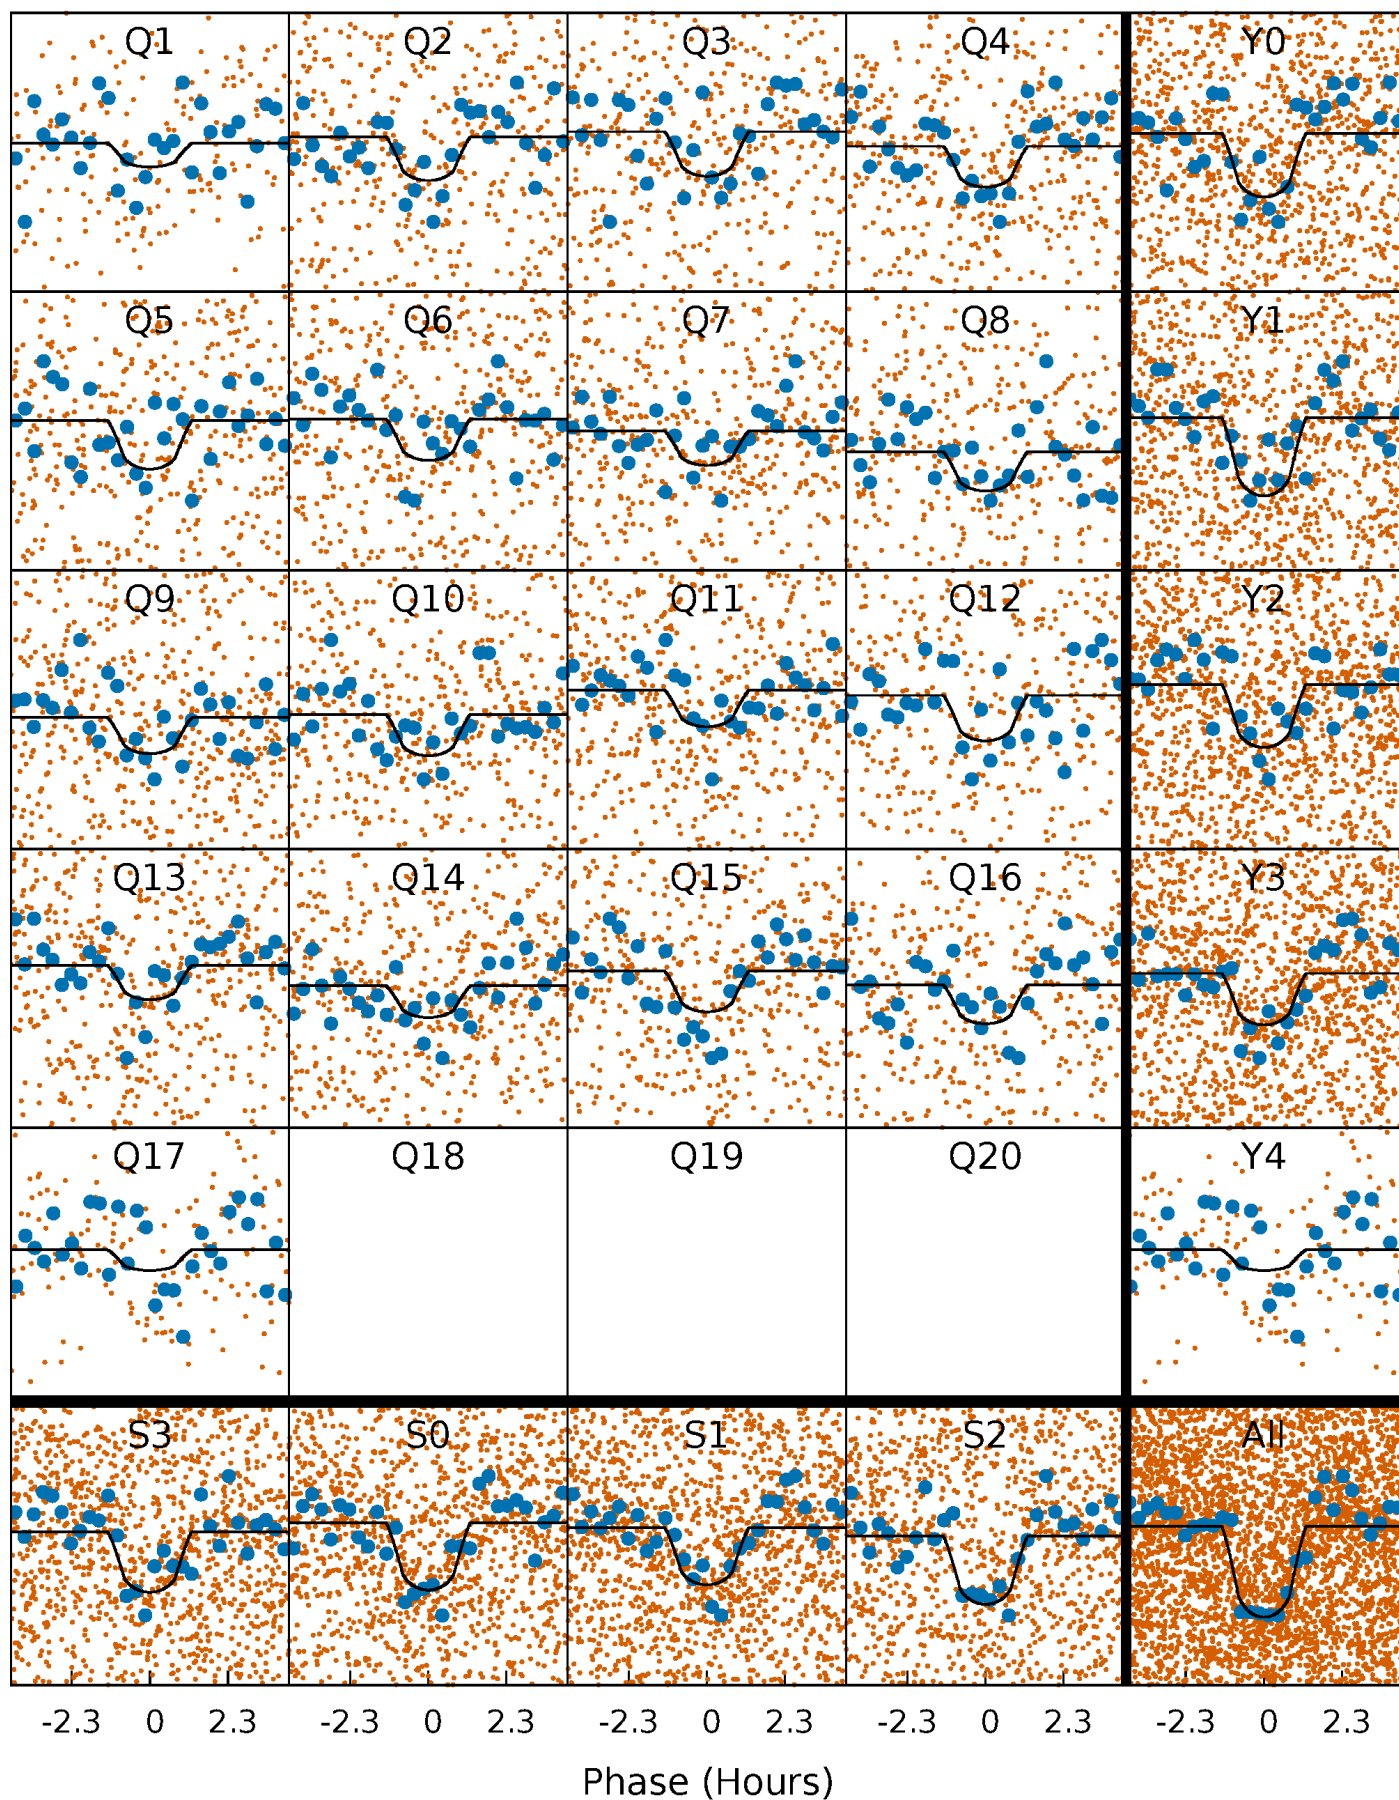 Q1 Q2 Q3 Q4 Y0
Q5 Q6 Q7 Q8 Y1
Q9 Q10 Q11 Q12 Y2
Q13 Q14 Q15 Q16 Y3
Q17 Q18 Q19 Q20 Y4
S3 S0 S1 S2 All
-2.3 0 2.3 -2.3 0 2.3 -2.3 0 2.3 -2.3 0 2.3 -2.3 0 2.3
Phase (Hours)